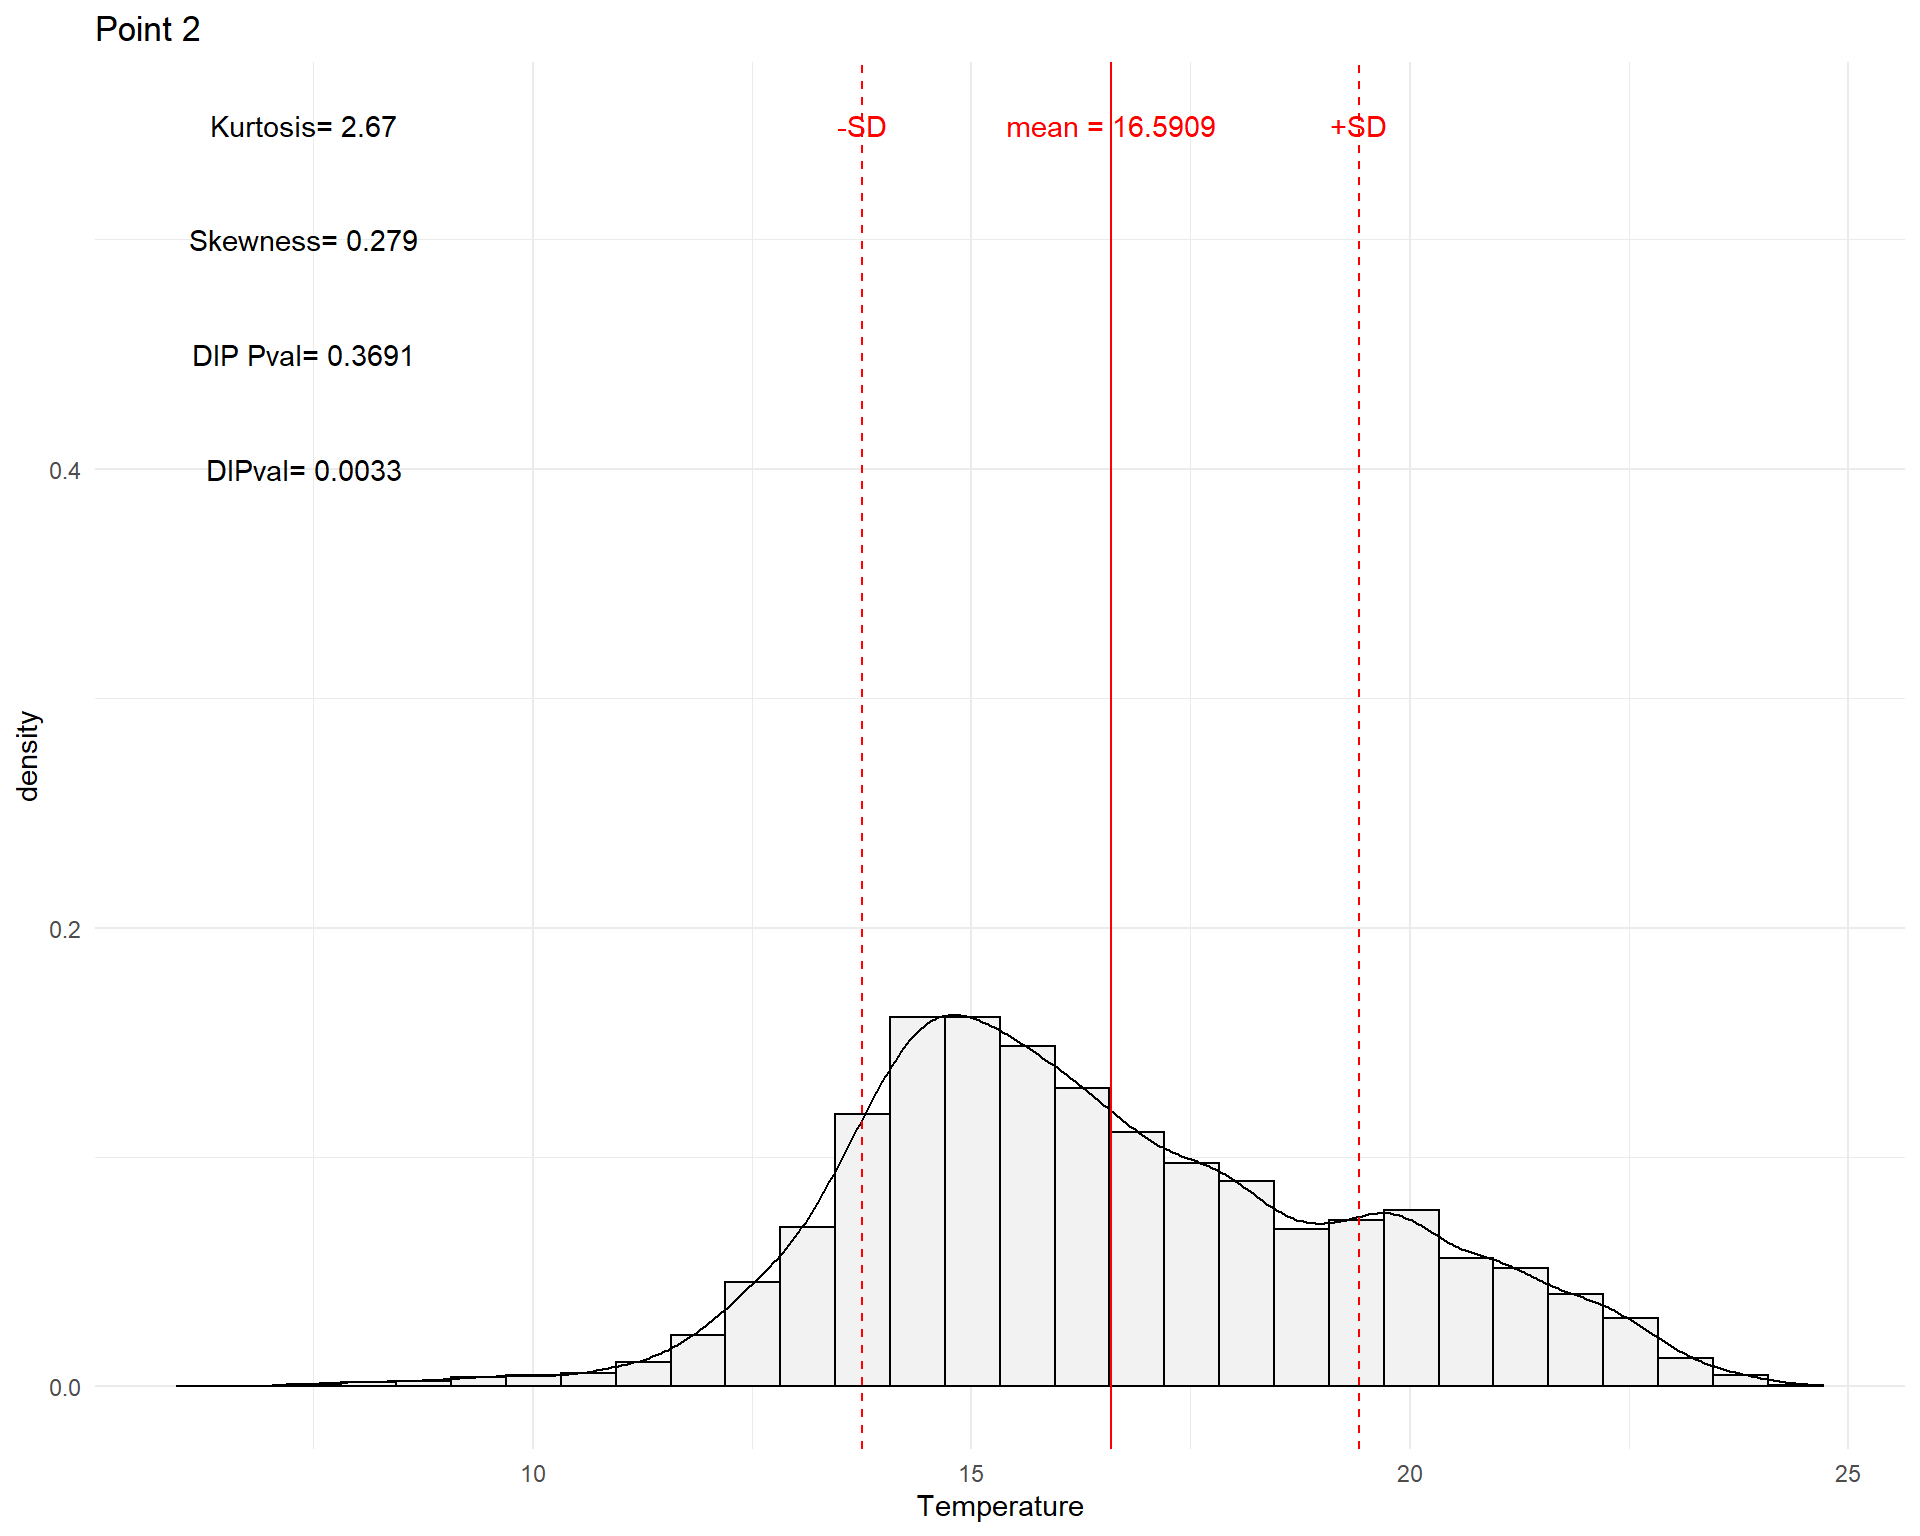 Point 2
Kurtosis= 2.67
-SD
mean = 16.5909
+SD
Skewness= 0.279
DIP Pval= 0.3691
DIPval= 0.0033
0.4
0.2
0.0
density
10
15
20
25
Temperature